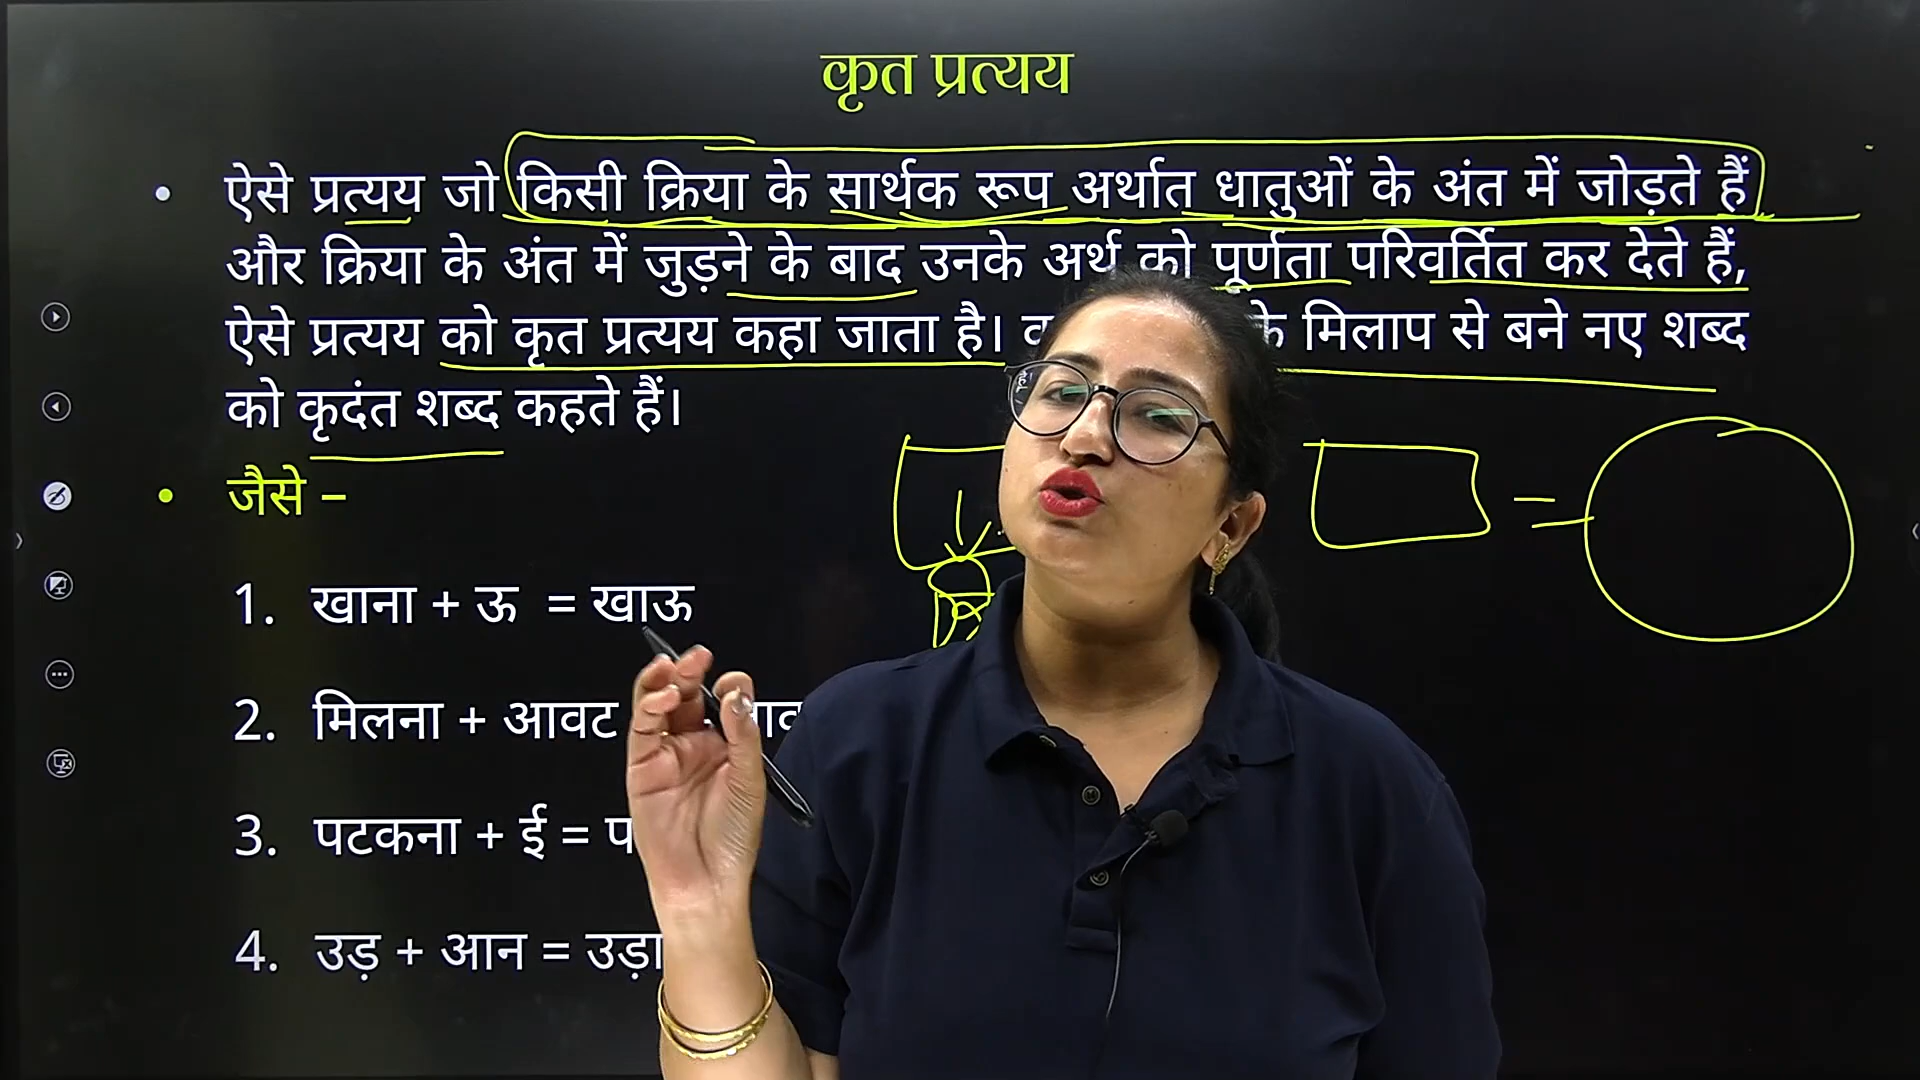 कृत प्रत्यय
• ऐसे प्रत्यय जो किसी क्रिया के सार्थक रूप अर्थात धातुओं के अंत में जोड़ते हैं
और क्रिया के अंत में जुड़ने के बाद उनके अर्थ को पूर्णता परिवर्तित कर देते हैं,
ऐसे प्रत्यय को कृत प्रत्यय कहा जाता है। के मिलाप से बने नए शब्द
को कृदंत शब्द कहते हैं।
• जैसे –
1. खाना + ऊ = खाऊ
2. मिलना + आवट
3. पटकना + ई =
4. उड़ + आन =